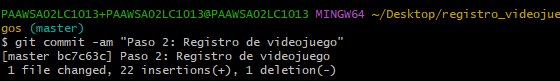 PAAWSA02LC1013+PAAWSA02LC1013@PAAWSA02LC1013 MINGW64 ~/Desktop/registro_videojue
gos (master)
$ git commit -am "Paso 2: Registro de videojuego"
[master bc7c63c] Paso 2: Registro de videojuego
 1 file changed, 22 insertions(+), 1 deletion(-)